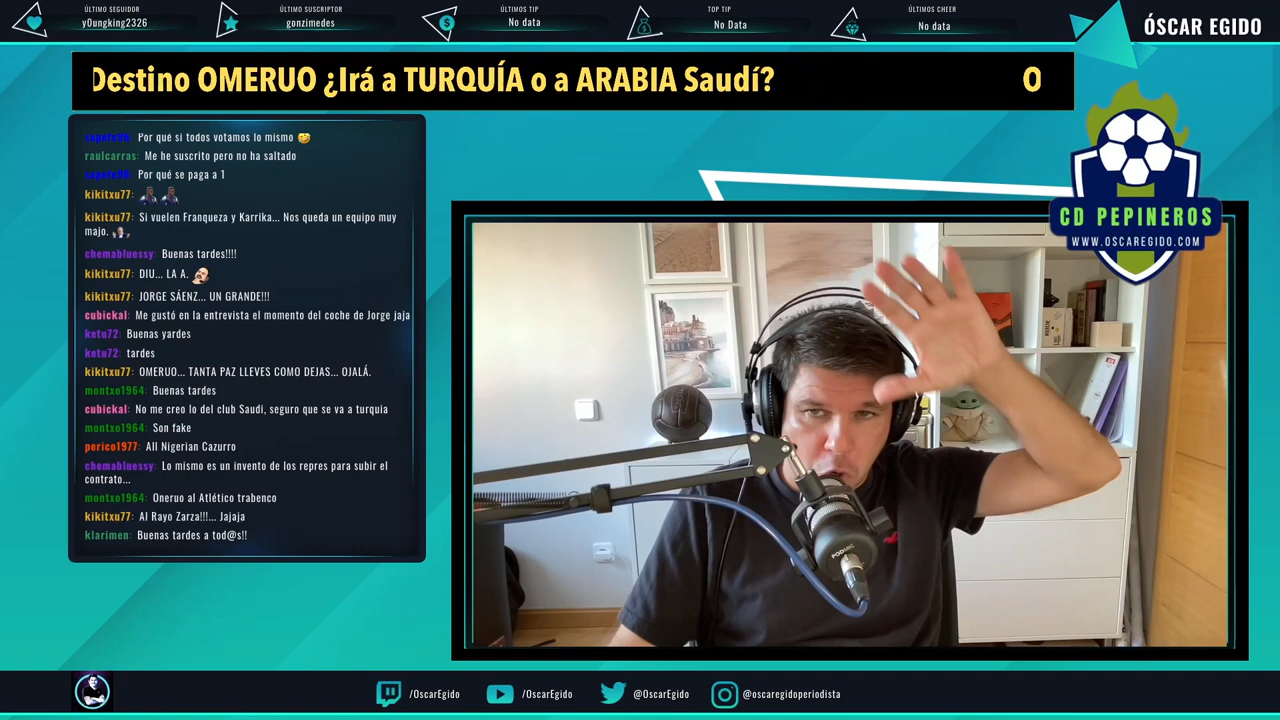 ÚLTIMO SEGUIDOR
y0ungking2326
ÚLTIMO SUSCRIPTOR
gonzimedes
ÚLTIMOS TIP
No data
TOP TIP
No Data
ÚLTIMOS CHEER
No data
ÓSCAR EGIDO
Destino OMERUO ¿Irá a TURQUÍA o a ARABIA Saudí?
O
CD PEPINEROS
WWW.OSCAREGIDO.COM
Por qué si todos votamos lo mismo 🤣
raulcarras: Me he suscrito pero no ha saltado
Por qué se paga a 1
kikitxu77:
kikitxu77: Si vuelen Franqueza y Karrika... Nos queda un equipo muy
majo.
chemabluessy: Buenas tardes!!!!
kikitxu77: DIU... LA A.
kikitxu77: JORGE SÁENZ... UN GRANDE!!!
cubickal: Me gustó en la entrevista el momento del coche de Jorge jaja
ketu72: Buenas yardes
ketu72: tardes
kikitxu77: OMERUO... TANTA PAZ LLEVES COMO DEJAS... OJALÁ.
montxo1964: Buenas tardes
cubickal: No me creo lo del club Saudi, seguro que se va a turquia
montxo1964: Son fake
perico1977: All Nigerian Cazurro
chemabluessy: Lo mismo es un invento de los repres para subir el
contrato...
montxo1964: Oneruo al Atlético trabenco
kikitxu77: Al Rayo Zarza!!!... Jajaja
klarimen: Buenas tardes a tod@s!!
PODMIC
/OscarEgido
/OscarEgido
@OscarEgido
@oscaregidoperiodista